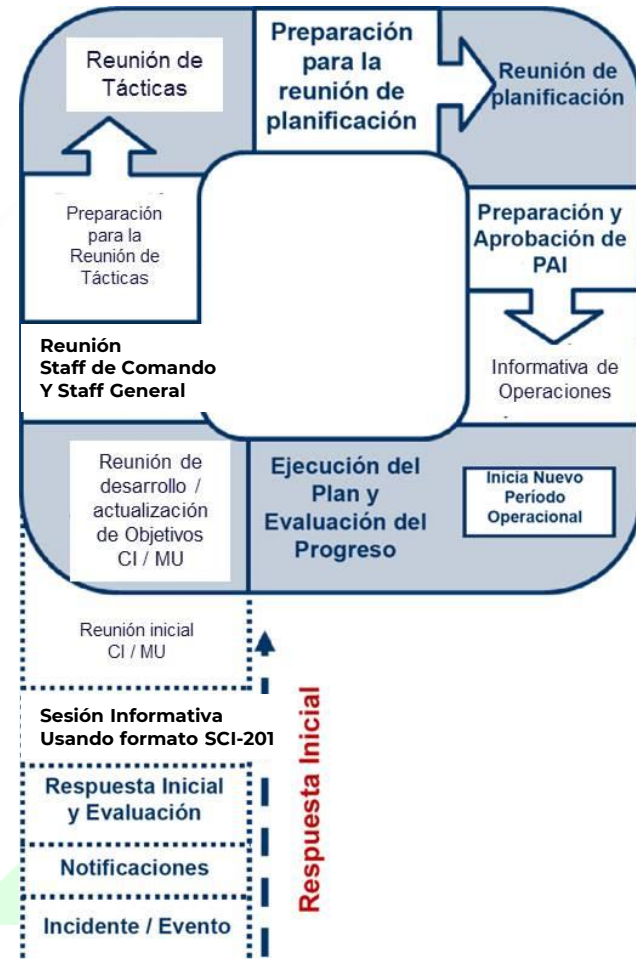 Reunión de
Tácticas
Preparación
para la
reunión de
planificación
Reunión de
planificación
Preparación
para la
Reunión de
Tácticas
Preparación y
Aprobación de
PAI
Reunión
Staff de Comando
Y Staff General
Informativa de
Operaciones
Reunión de
desarrollo /
actualización
de Objetivos
CI / MU
Ejecución del
Plan y
Evaluación del
Progreso
Inicia Nuevo
Período
Operacional
Reunión inicial
CI / MU
Sesión Informativa
Usando formato SCI-201
Respuesta Inicial
y Evaluación
Notificaciones
Incidente / Evento
Respuesta Inicial